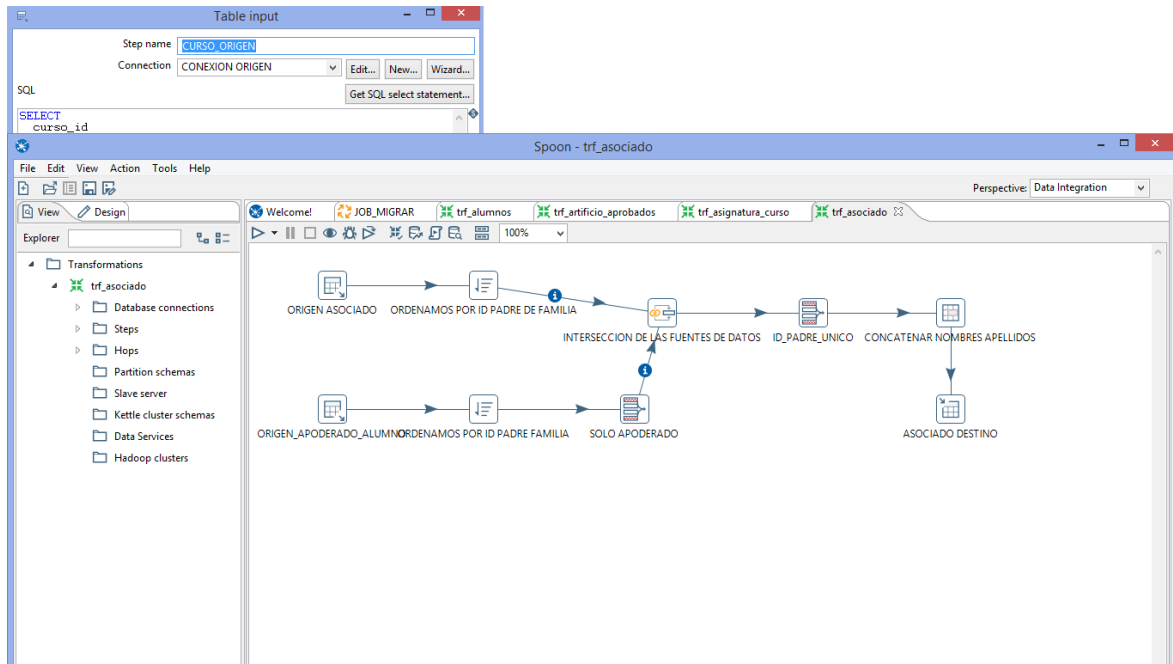 Table input
Step name CURSO_ORIGEN
Connection CONEXION ORIGEN Edit... New... Wizard...
SQL Get SQL select statement...
SELECT
curso_id
Spoon - trf_asociado
File Edit View Action Tools Help
Perspective: Data Integration
View Design Welcome! JOB_MIGRAR trf_alumnos trf_artificio_aprobados trf_asignatura_curso trf_asociado
Explorer 100%
Transformations
trf_asociado
Database connections
Steps
Hops
Partition schemas
Slave server
Kettle cluster schemas
Data Services
Hadoop clusters
ORIGEN ASOCIADO ORDENAMOS POR ID PADRE DE FAMILIA
INTERSECCION DE LAS FUENTES DE DATOS ID_PADRE_UNICO CONCATENAR NOMBRES APELLIDOS
ORIGEN_APODERADO_ALUMNO ORDENAMOS POR ID PADRE FAMILIA SOLO APODERADO ASOCIADO DESTINO